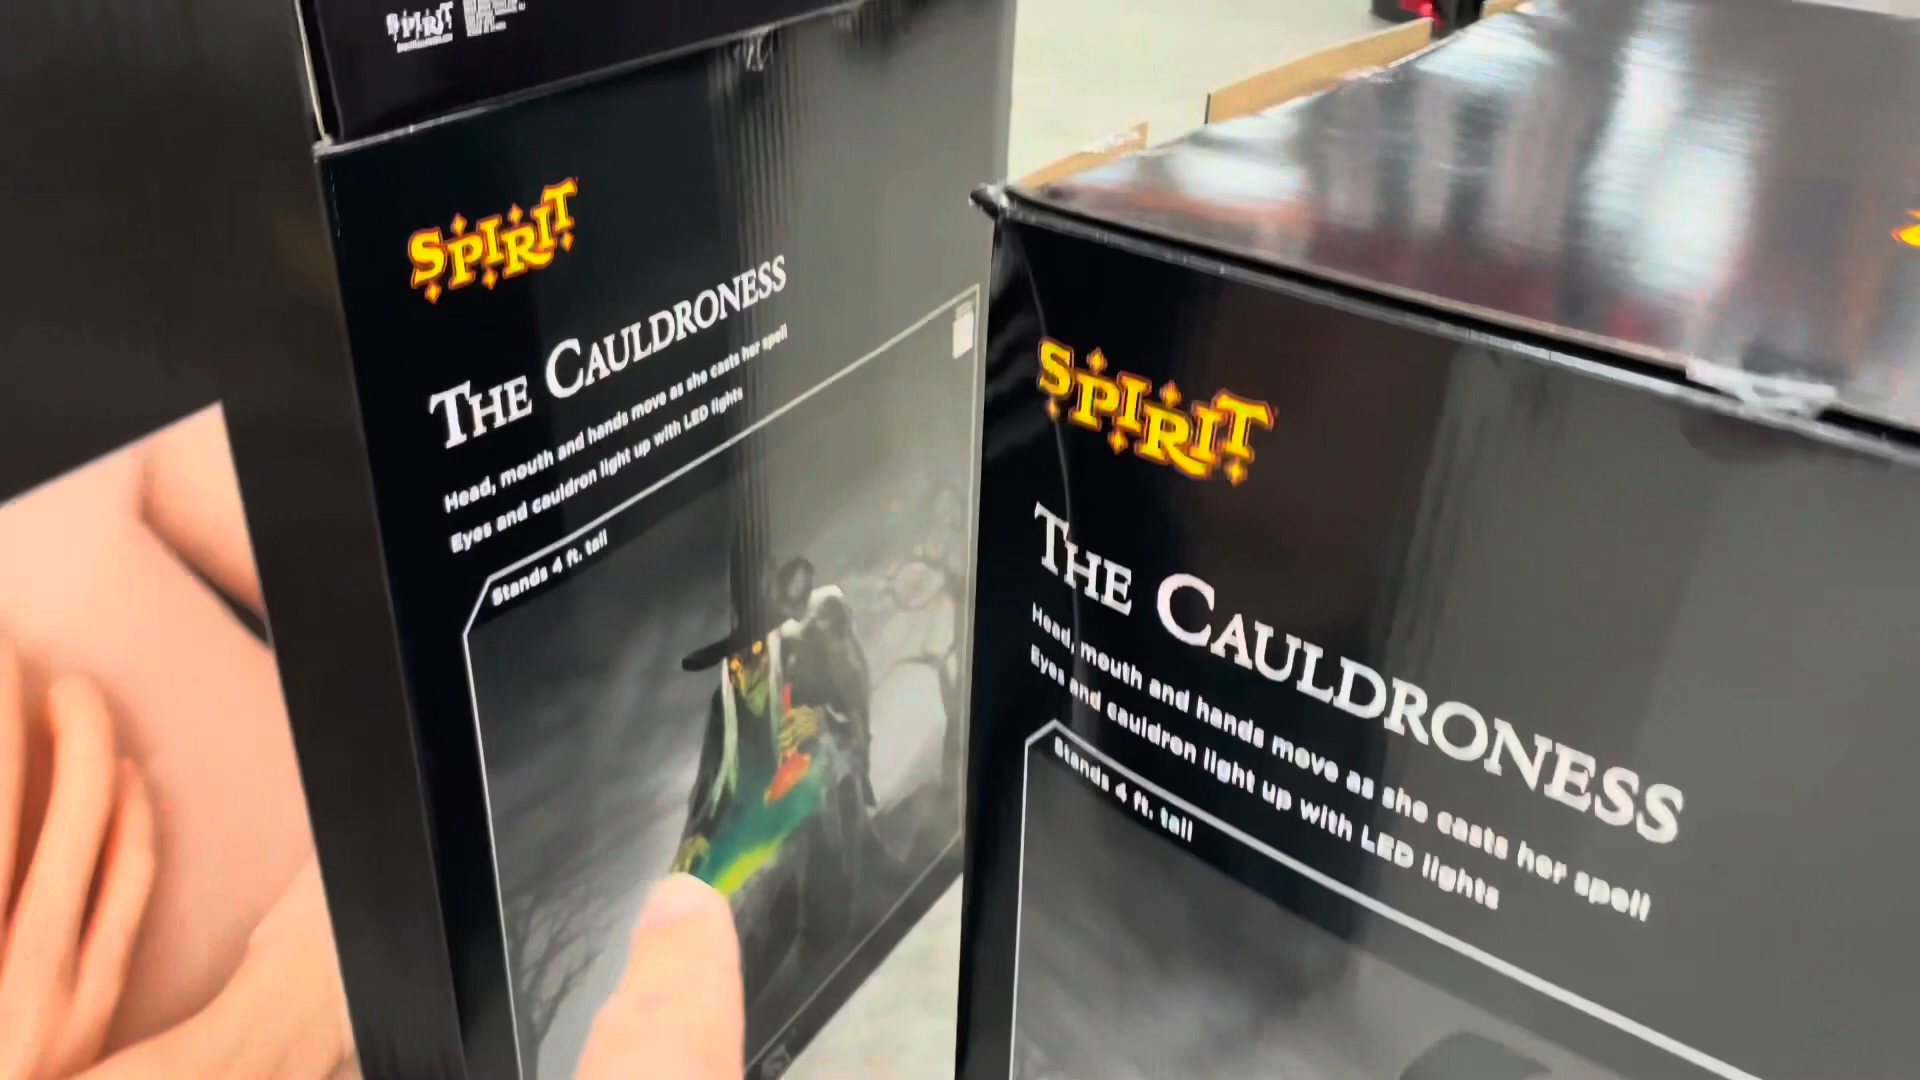 SPIRIT
SPIRIT
THE CAULDRONESS
Head, mouth and hands move as she casts her spell
Eyes and cauldron light up with LED lights
Stands 4 ft. tall
SPIRIT
THE CAULDRONESS
Head, mouth and hands move as she casts her spell
Eyes and cauldron light up with LED lights
Stands 4 ft. tall